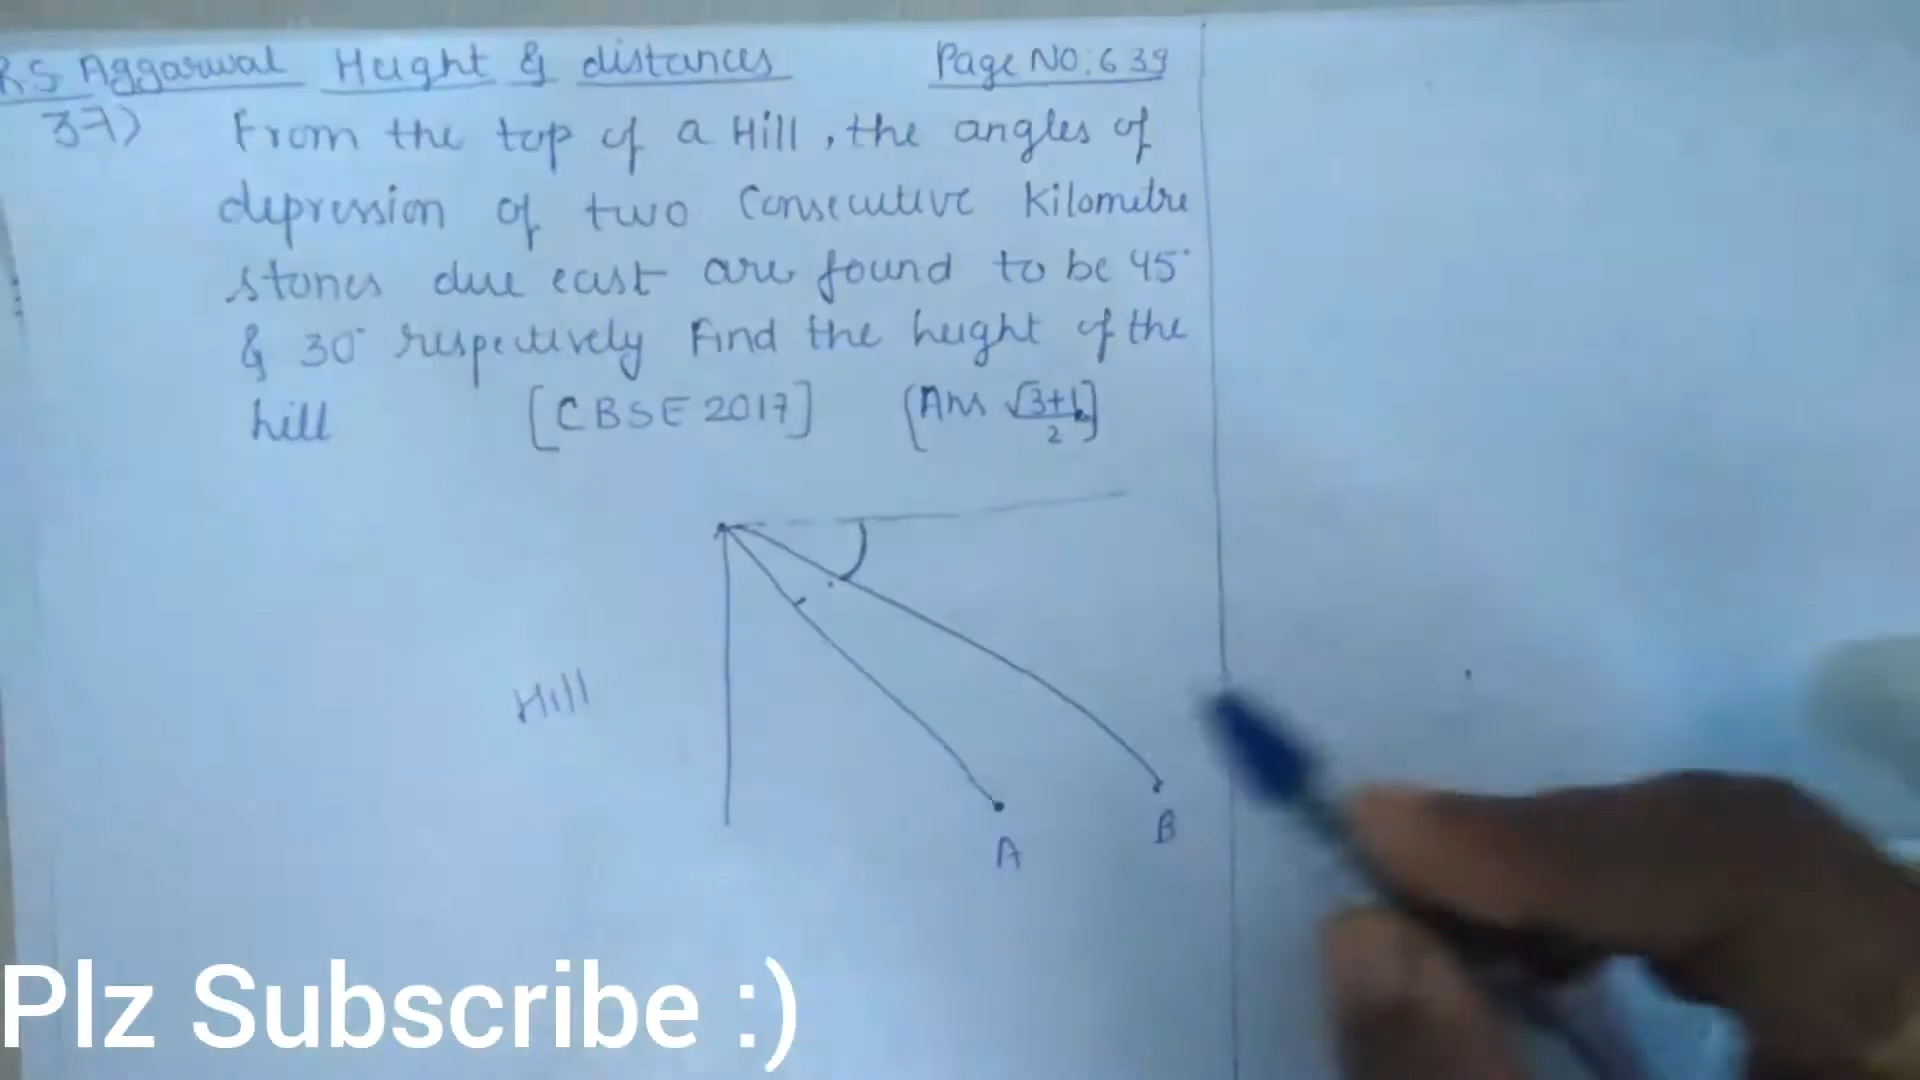 RS Aggarwal Height & distances Page No: 639
37) From the top of a Hill, the angles of
depression of two Consecutive Kilometre
stones due east are found to be 45°
& 30° respectively Find the height of the
hill [CBSE 2017] [Ans √3+1/2]
Hill
A
B
Plz Subscribe :)